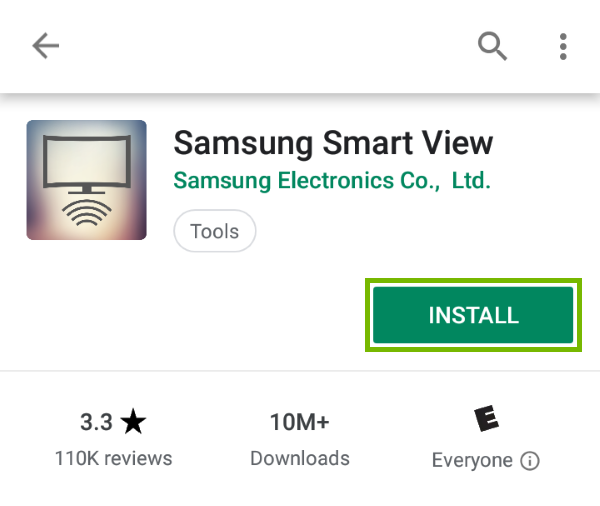 Samsung Smart View
Samsung Electronics Co., Ltd.
Tools
INSTALL
3.3 ★
10M+
E
110K reviews
Downloads
Everyone